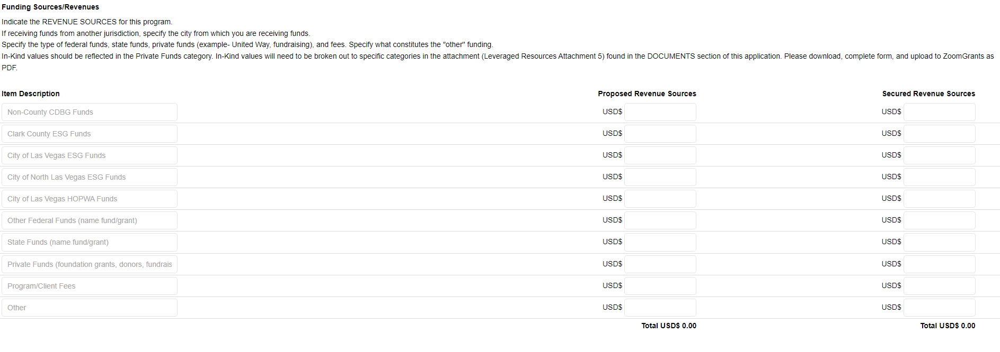 Funding Sources/Revenues
Indicate the REVENUE SOURCES for this program.
If receiving funds from another jurisdiction, specify the city from which you are receiving funds.
Specify the type of federal funds, state funds, private funds (example- United Way, fundraising), and fees. Specify what constitutes the "other" funding.
In-Kind values should be reflected in the Private Funds category. In-Kind values will need to be broken out to specific categories in the attachment (Leveraged Resources Attachment 5) found in the DOCUMENTS section of this application. Please download, complete form, and upload to ZoomGrants as
PDF.
Item Description Proposed Revenue Sources Secured Revenue Sources
Non-County CDBG Funds USD$ USD$
Clark County ESG Funds USD$ USD$
City of Las Vegas ESG Funds USD$ USD$
City of North Las Vegas ESG Funds USD$ USD$
City of Las Vegas HOPWA Funds USD$ USD$
Other Federal Funds (name fund/grant) USD$ USD$
State Funds (name fund/grant) USD$ USD$
Private Funds (foundation grants, donors, fundrais USD$ USD$
Program/Client Fees USD$ USD$
Other USD$ USD$
Total USD$ 0.00 Total USD$ 0.00